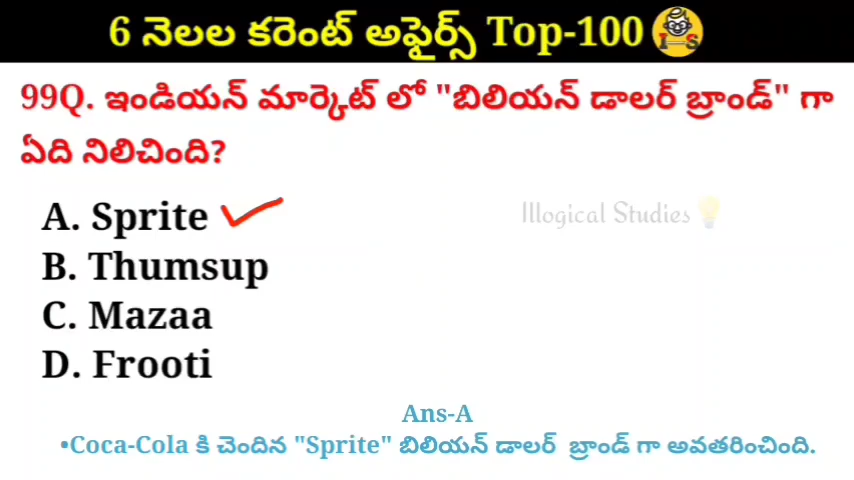 6 నెలల కరెంట్ అఫైర్స్ Top-100
I S
99Q. ఇండియన్ మార్కెట్ లో "బిలియన్ డాలర్ బ్రాండ్" గా
ఏది నిలిచింది?
A. Sprite
Illogical Studies
B. Thumsup
C. Mazaa
D. Frooti
Ans-A
•Coca-Cola కి చెందిన "Sprite" బిలియన్ డాలర్ బ్రాండ్ గా అవతరించింది.